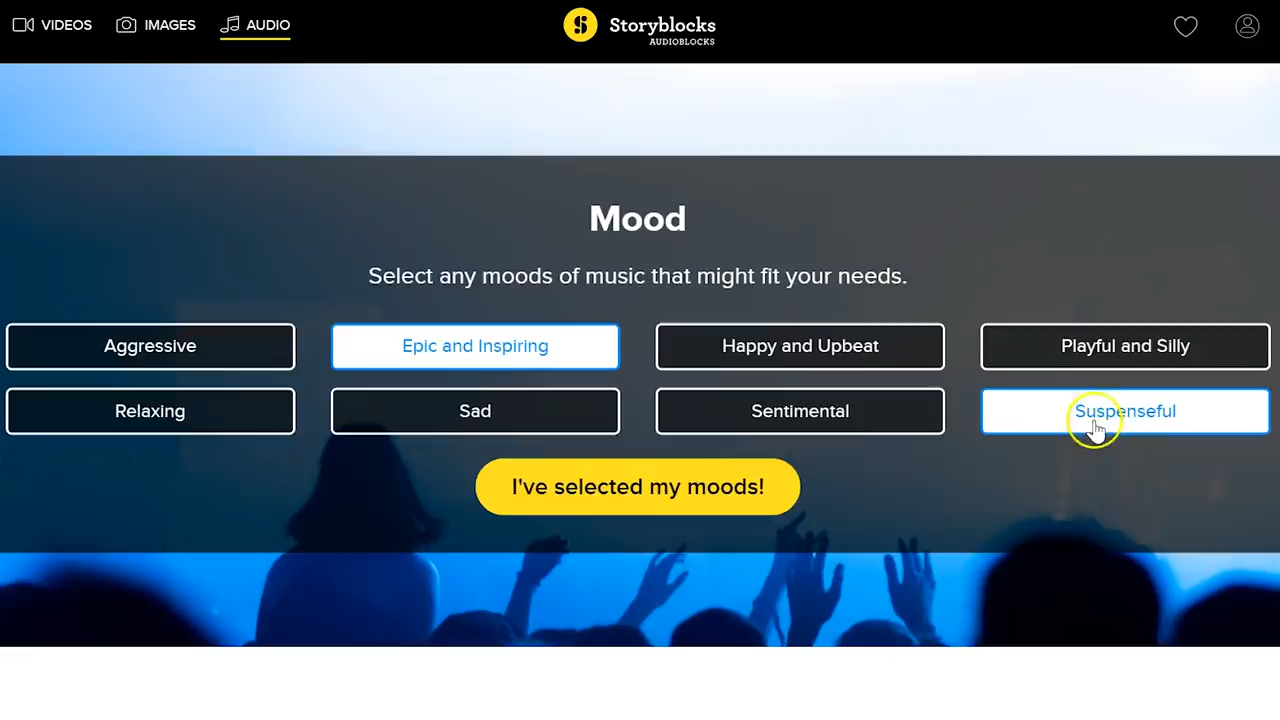 VIDEOS IMAGES AUDIO
Storyblocks
AUDIOBLOCKS
Mood
Select any moods of music that might fit your needs.
Aggressive Epic and Inspiring Happy and Upbeat Playful and Silly
Relaxing Sad Sentimental Suspenseful
I've selected my moods!